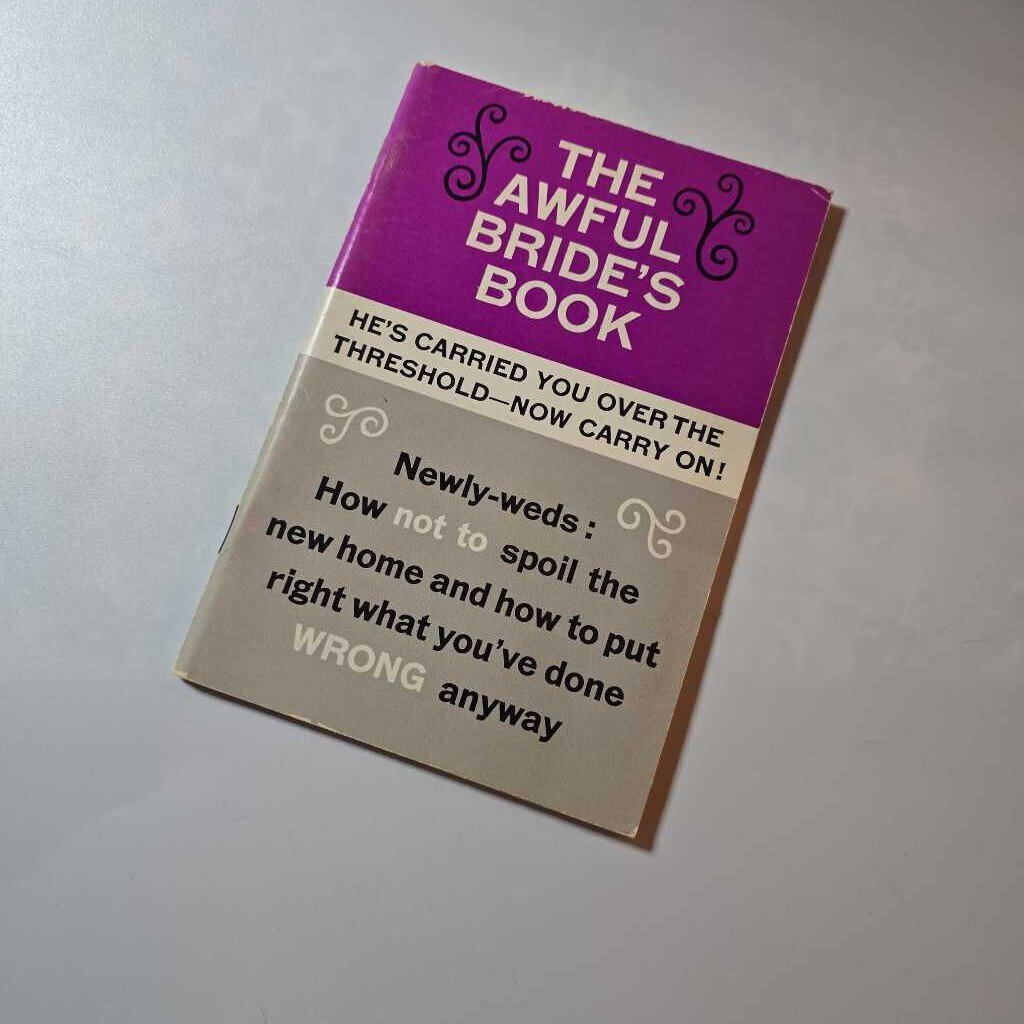 THE
AWFUL
BRIDE'S
BOOK
HE'S CARRIED YOU OVER THE
THRESHOLD—NOW CARRY ON!
Newly-weds:
How not to spoil the
new home and how to put
right what you've done
WRONG anyway